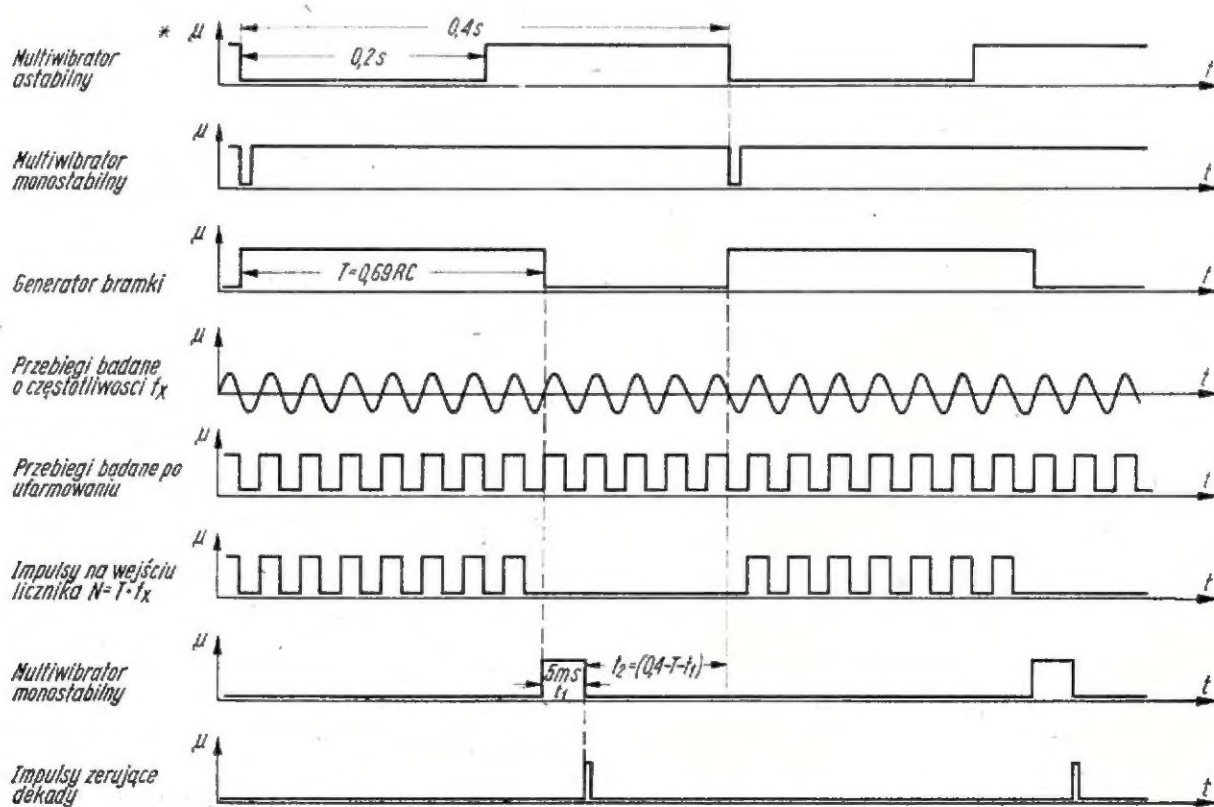 * μ
0,4s
0,2s
Multiwibrator
astabilny
t
μ
Multiwibrator
monostabilny
t
μ
T=0,69RC
Generator bramki
t
μ
Przebiegi badane
o częstotliwosci fx
t
μ
Przebiegi badane po
uformowaniu
t
μ
Impulsy na wejściu
licznika N=T·fx
t
μ
Multiwibrator
monostabilny
5ms
t1
t2=(0,4-T-t1)
t
μ
Impulsy zerujące
dekady
t